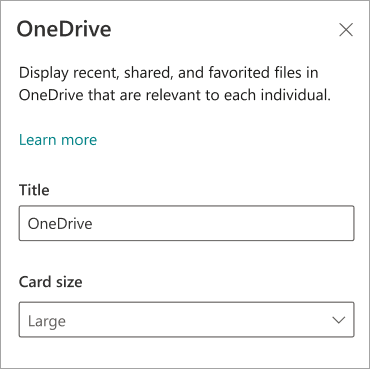 OneDrive
Display recent, shared, and favorited files in
OneDrive that are relevant to each individual.
Learn more
Title
OneDrive
Card size
Large